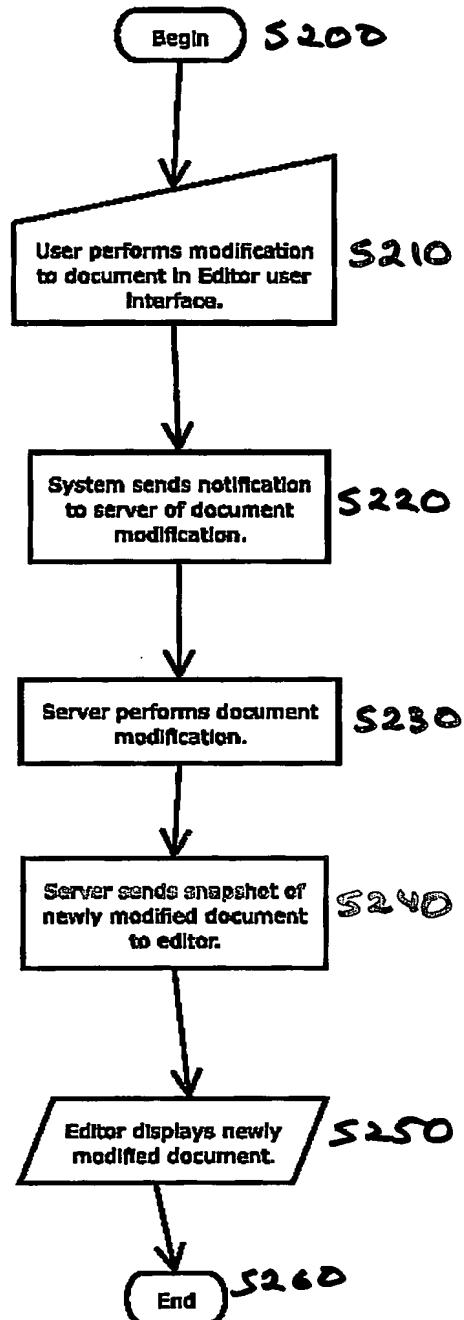 Begin S200
User performs modification
to document in Editor user
interface.
S210
System sends notification
to server of document
modification.
S220
Server performs document
modification.
S230
Server sends snapshot of
newly modified document
to editor.
S240
Editor displays newly
modified document.
S250
End S260